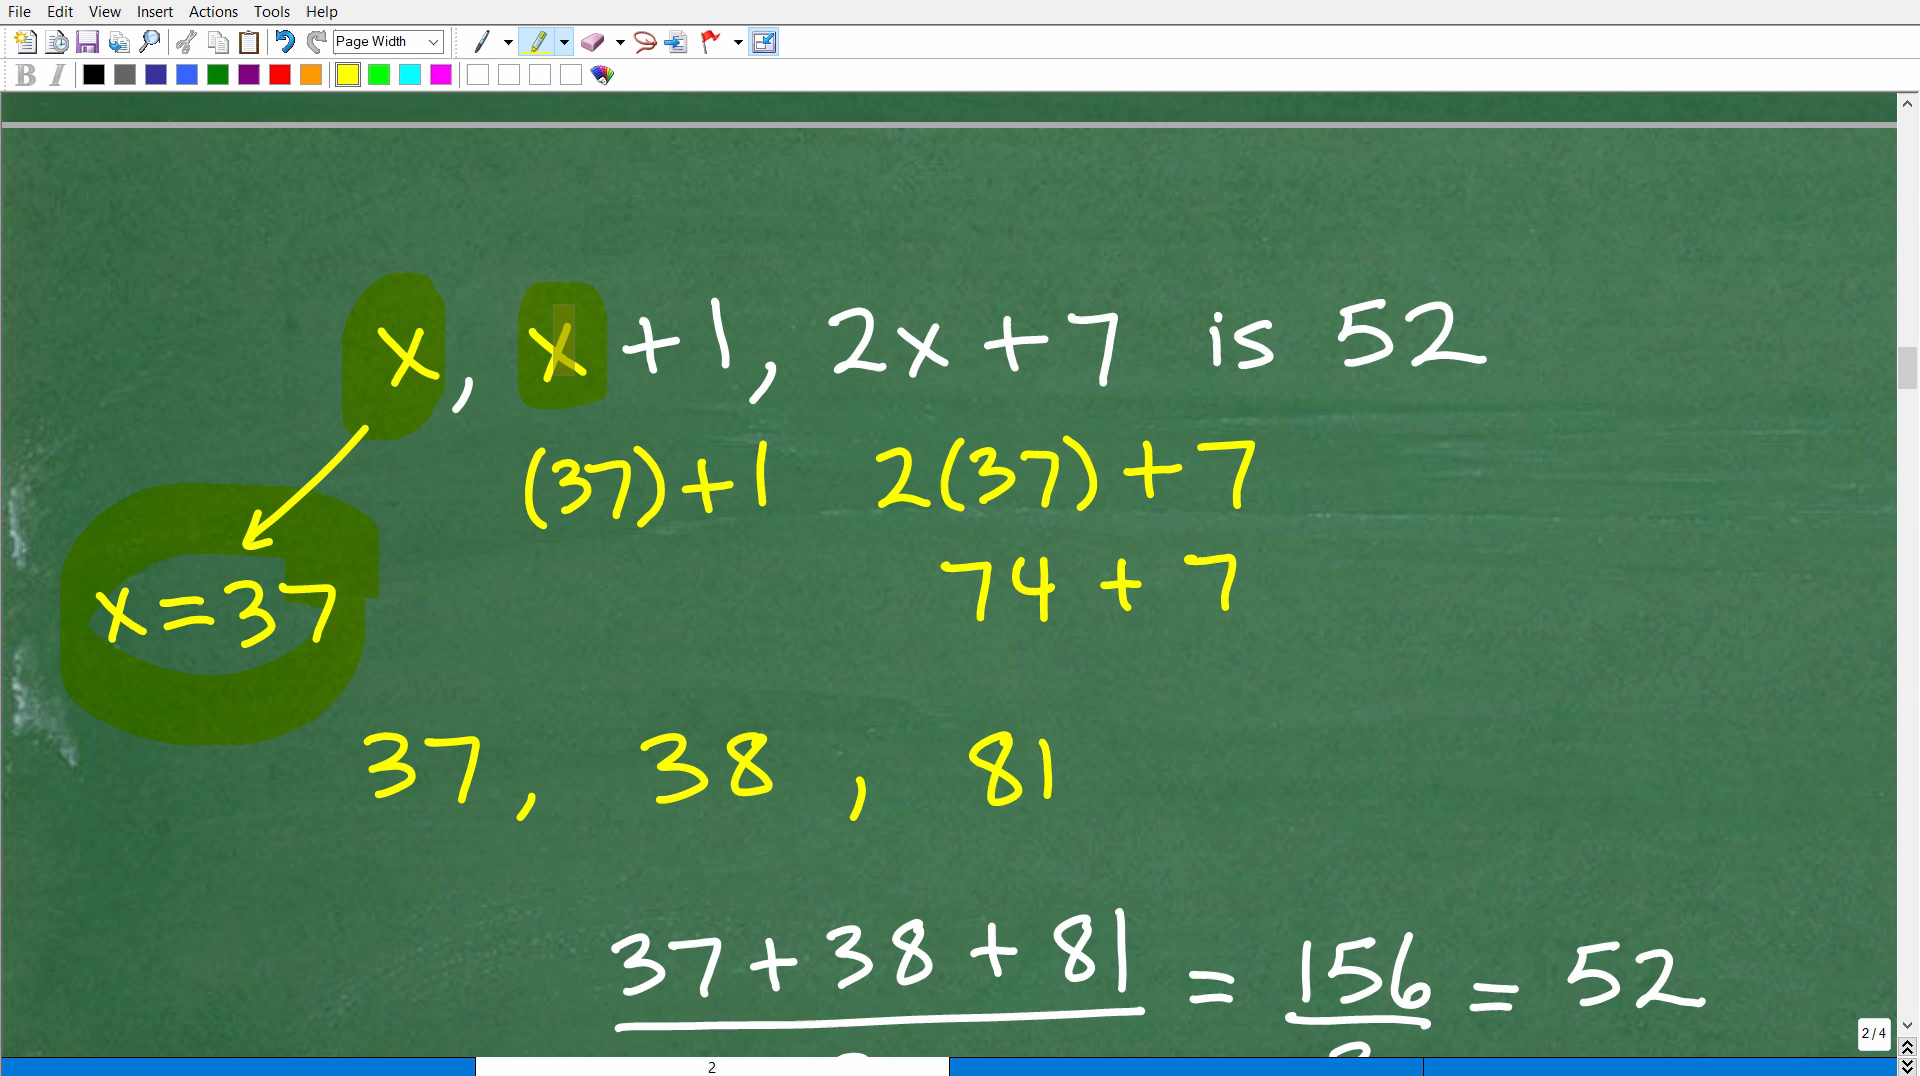 File Edit View Insert Actions Tools Help
Page Width
B I
x, x + 1, 2x + 7 is 52
(37) + 1 2(37) + 7
74 + 7
x = 37
37, 38, 81
37 + 38 + 81 = 156 = 52
2 / 4
2